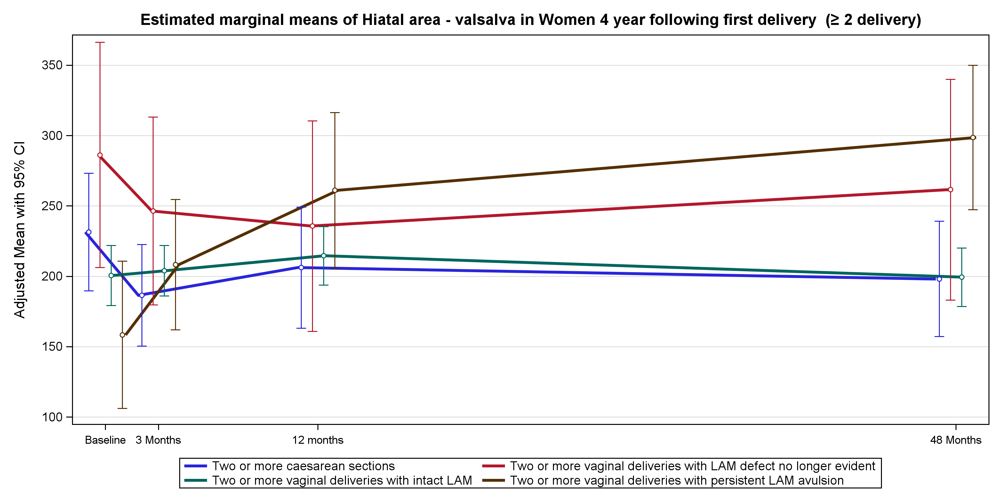 Estimated marginal means of Hiatal area - valsalva in Women 4 year following first delivery (≥ 2 delivery)
Adjusted Mean with 95% CI
350
300
250
200
150
100
Baseline
3 Months
12 months
48 Months
Two or more caesarean sections
Two or more vaginal deliveries with LAM defect no longer evident
Two or more vaginal deliveries with intact LAM
Two or more vaginal deliveries with persistent LAM avulsion